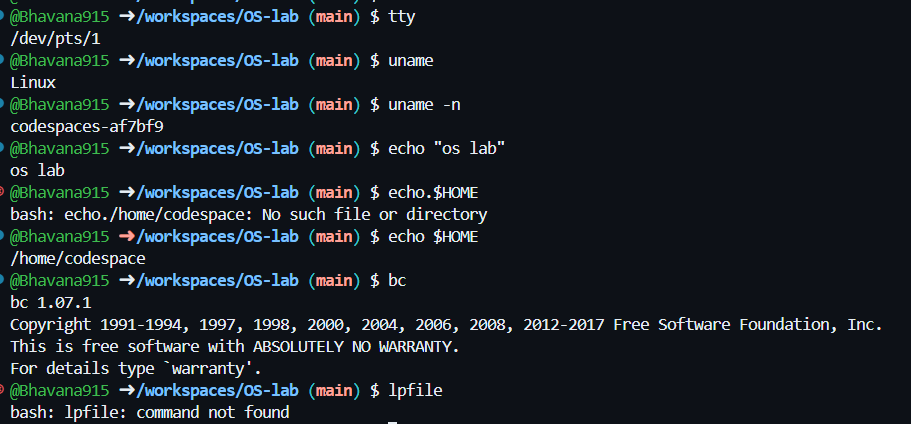 @Bhavana915 ➜/workspaces/OS-lab (main) $ tty
/dev/pts/1
@Bhavana915 ➜/workspaces/OS-lab (main) $ uname
Linux
@Bhavana915 ➜/workspaces/OS-lab (main) $ uname -n
codespaces-af7bf9
@Bhavana915 ➜/workspaces/OS-lab (main) $ echo "os lab"
os lab
@Bhavana915 ➜/workspaces/OS-lab (main) $ echo.$HOME
bash: echo./home/codespace: No such file or directory
@Bhavana915 ➜/workspaces/OS-lab (main) $ echo $HOME
/home/codespace
@Bhavana915 ➜/workspaces/OS-lab (main) $ bc
bc 1.07.1
Copyright 1991-1994, 1997, 1998, 2000, 2004, 2006, 2008, 2012-2017 Free Software Foundation, Inc.
This is free software with ABSOLUTELY NO WARRANTY.
For details type `warranty'.
@Bhavana915 ➜/workspaces/OS-lab (main) $ lpfile
bash: lpfile: command not found